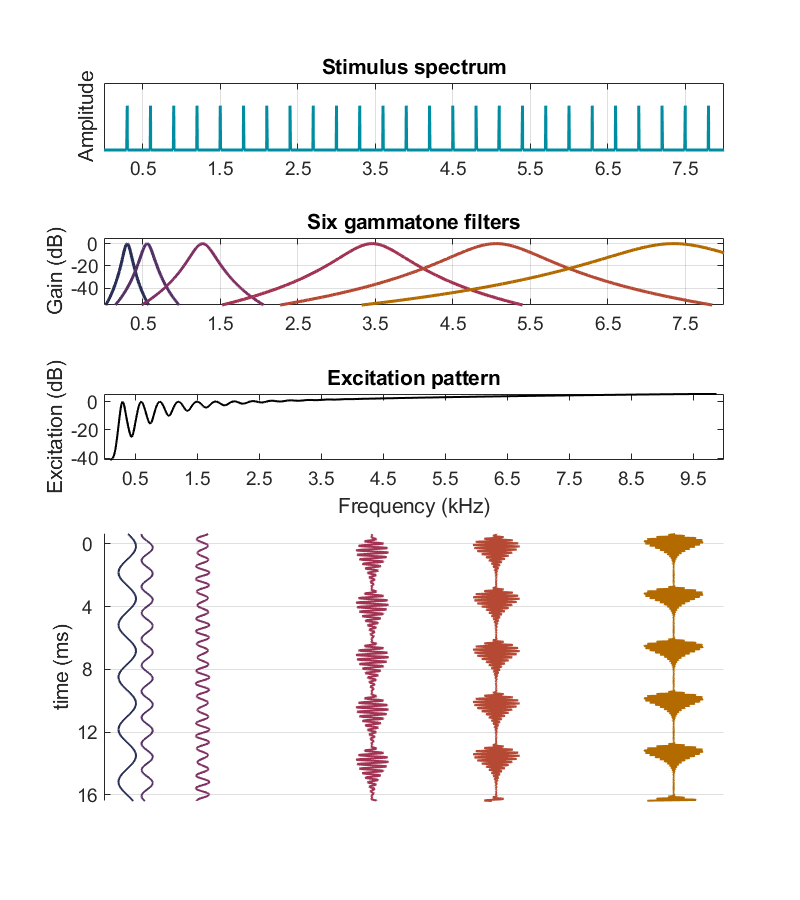 Stimulus spectrum
Amplitude
0.5 1.5 2.5 3.5 4.5 5.5 6.5 7.5
Six gammatone filters
Gain (dB)
0
-20
-40
0.5 1.5 2.5 3.5 4.5 5.5 6.5 7.5
Excitation pattern
Excitation (dB)
0
-20
-40
0.5 1.5 2.5 3.5 4.5 5.5 6.5 7.5 8.5 9.5
Frequency (kHz)
time (ms)
0
4
8
12
16